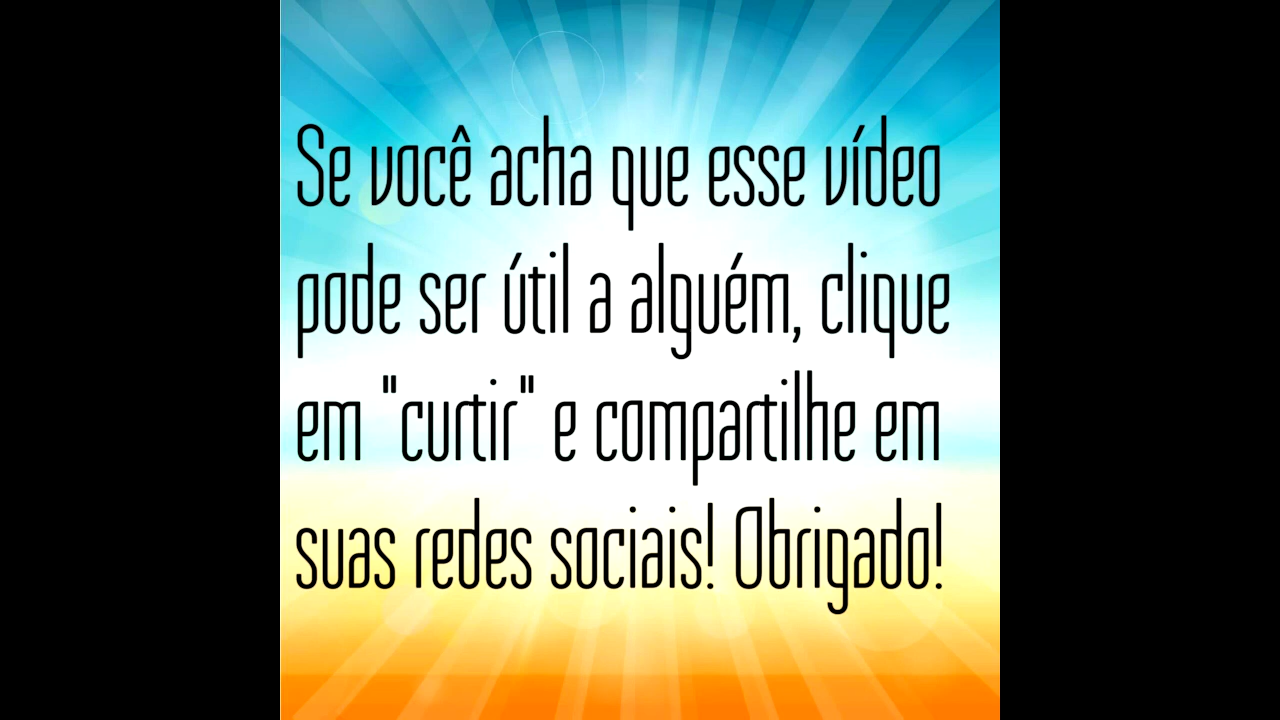 Se você acha que esse vídeo
pode ser útil a alguém, clique
em "curtir" e compartilhe em
suas redes sociais! Obrigado!